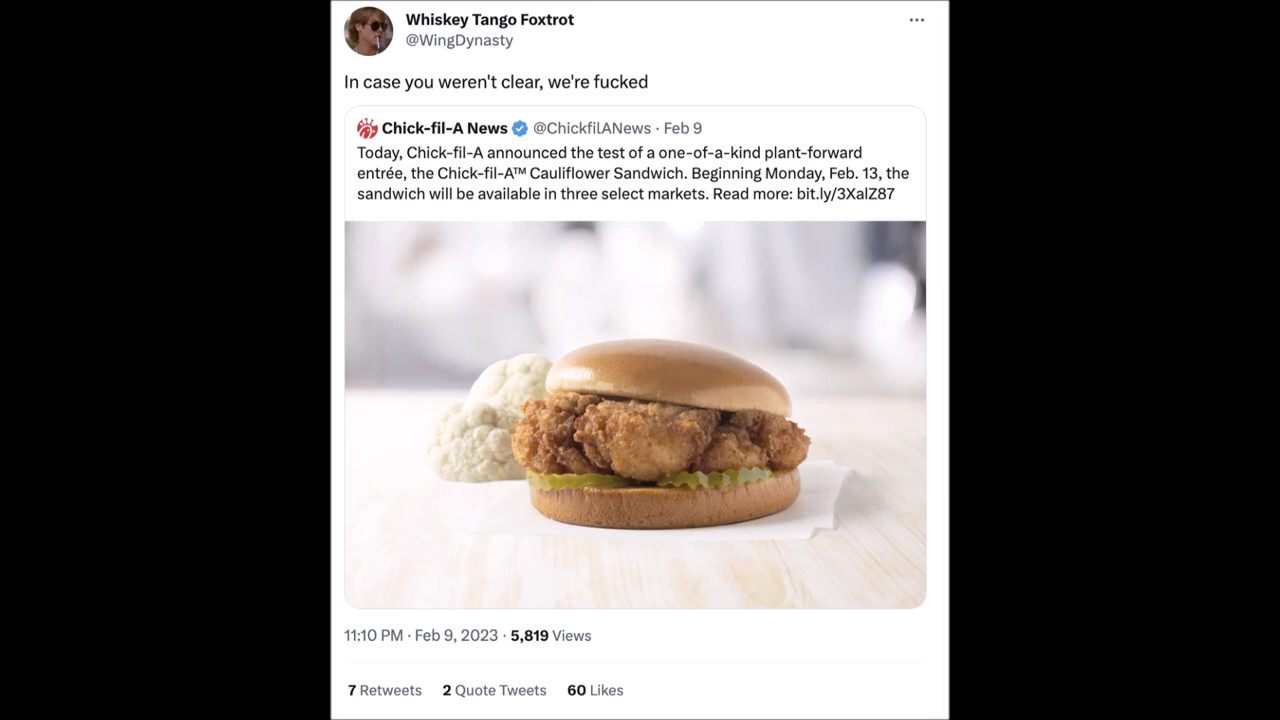 Whiskey Tango Foxtrot
@WingDynasty
In case you weren't clear, we're fucked
Chick-fil-A News @ChickfilANews · Feb 9
Today, Chick-fil-A announced the test of a one-of-a-kind plant-forward
entrée, the Chick-fil-A™ Cauliflower Sandwich. Beginning Monday, Feb. 13, the
sandwich will be available in three select markets. Read more: bit.ly/3XalZ87
11:10 PM · Feb 9, 2023 · 5,819 Views
7 Retweets 2 Quote Tweets 60 Likes